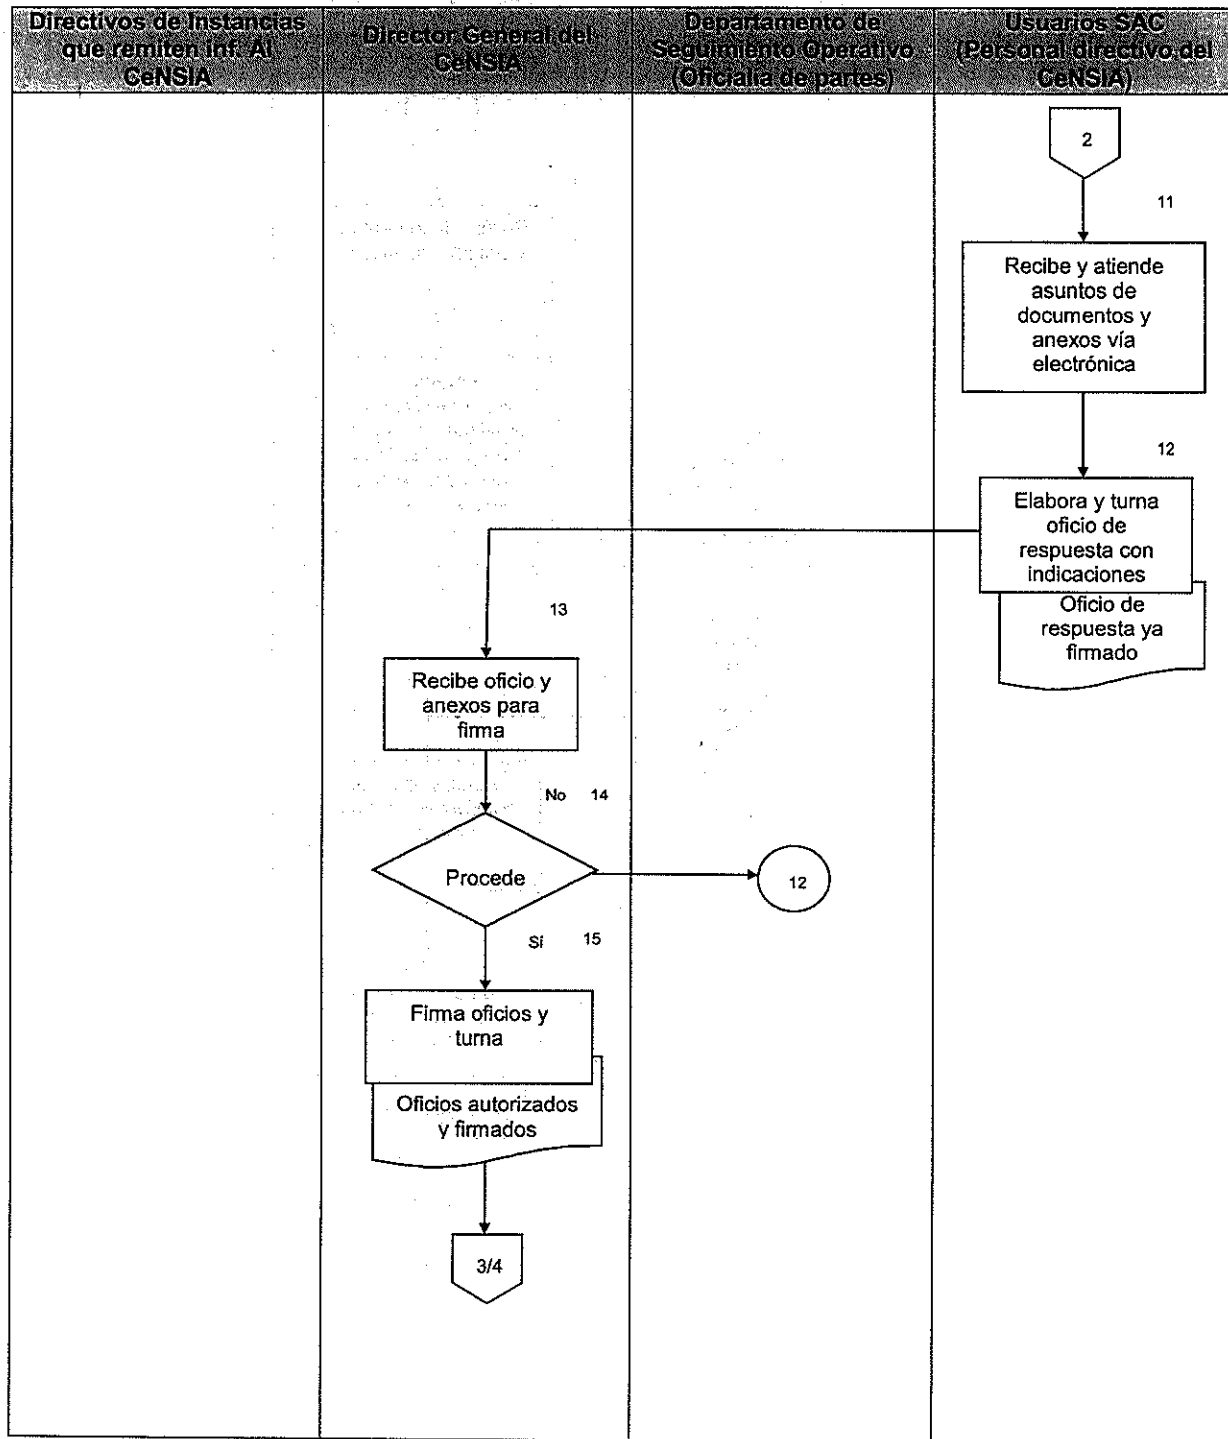 Directivos de Instancias
que remiten inf. Al
CeNSIA
Director General del
CeNSIA
Departamento de
Seguimiento Operativo
(Oficialia de partes)
Usuarios SAC
(Personal directivo del
CeNSIA)
2
11
Recibe y atiende
asuntos de
documentos y
anexos vía
electrónica
12
Elabora y turna
oficio de
respuesta con
indicaciones
Oficio de
respuesta ya
firmado
13
Recibe oficio y
anexos para
firma
No 14
Procede
12
Sí 15
Firma oficios y
turna
Oficios autorizados
y firmados
3/4